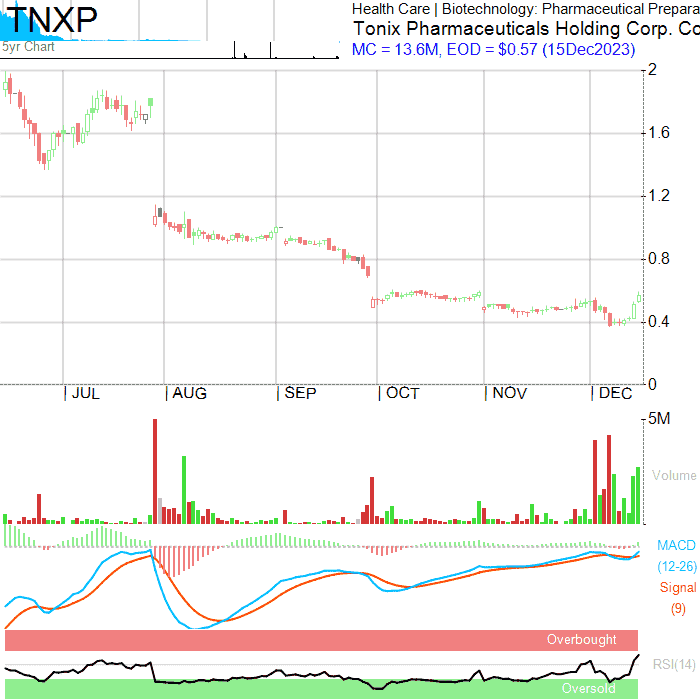 TNXP
Health Care | Biotechnology: Pharmaceutical Prepara
Tonix Pharmaceuticals Holding Corp. Co
MC = 13.6M, EOD = $0.57 (15Dec2023)
5yr Chart
2
1.6
1.2
0.8
0.4
0
JUL AUG SEP OCT NOV DEC
5M
Volume
MACD
(12-26)
Signal
(9)
Overbought
RSI(14)
Oversold